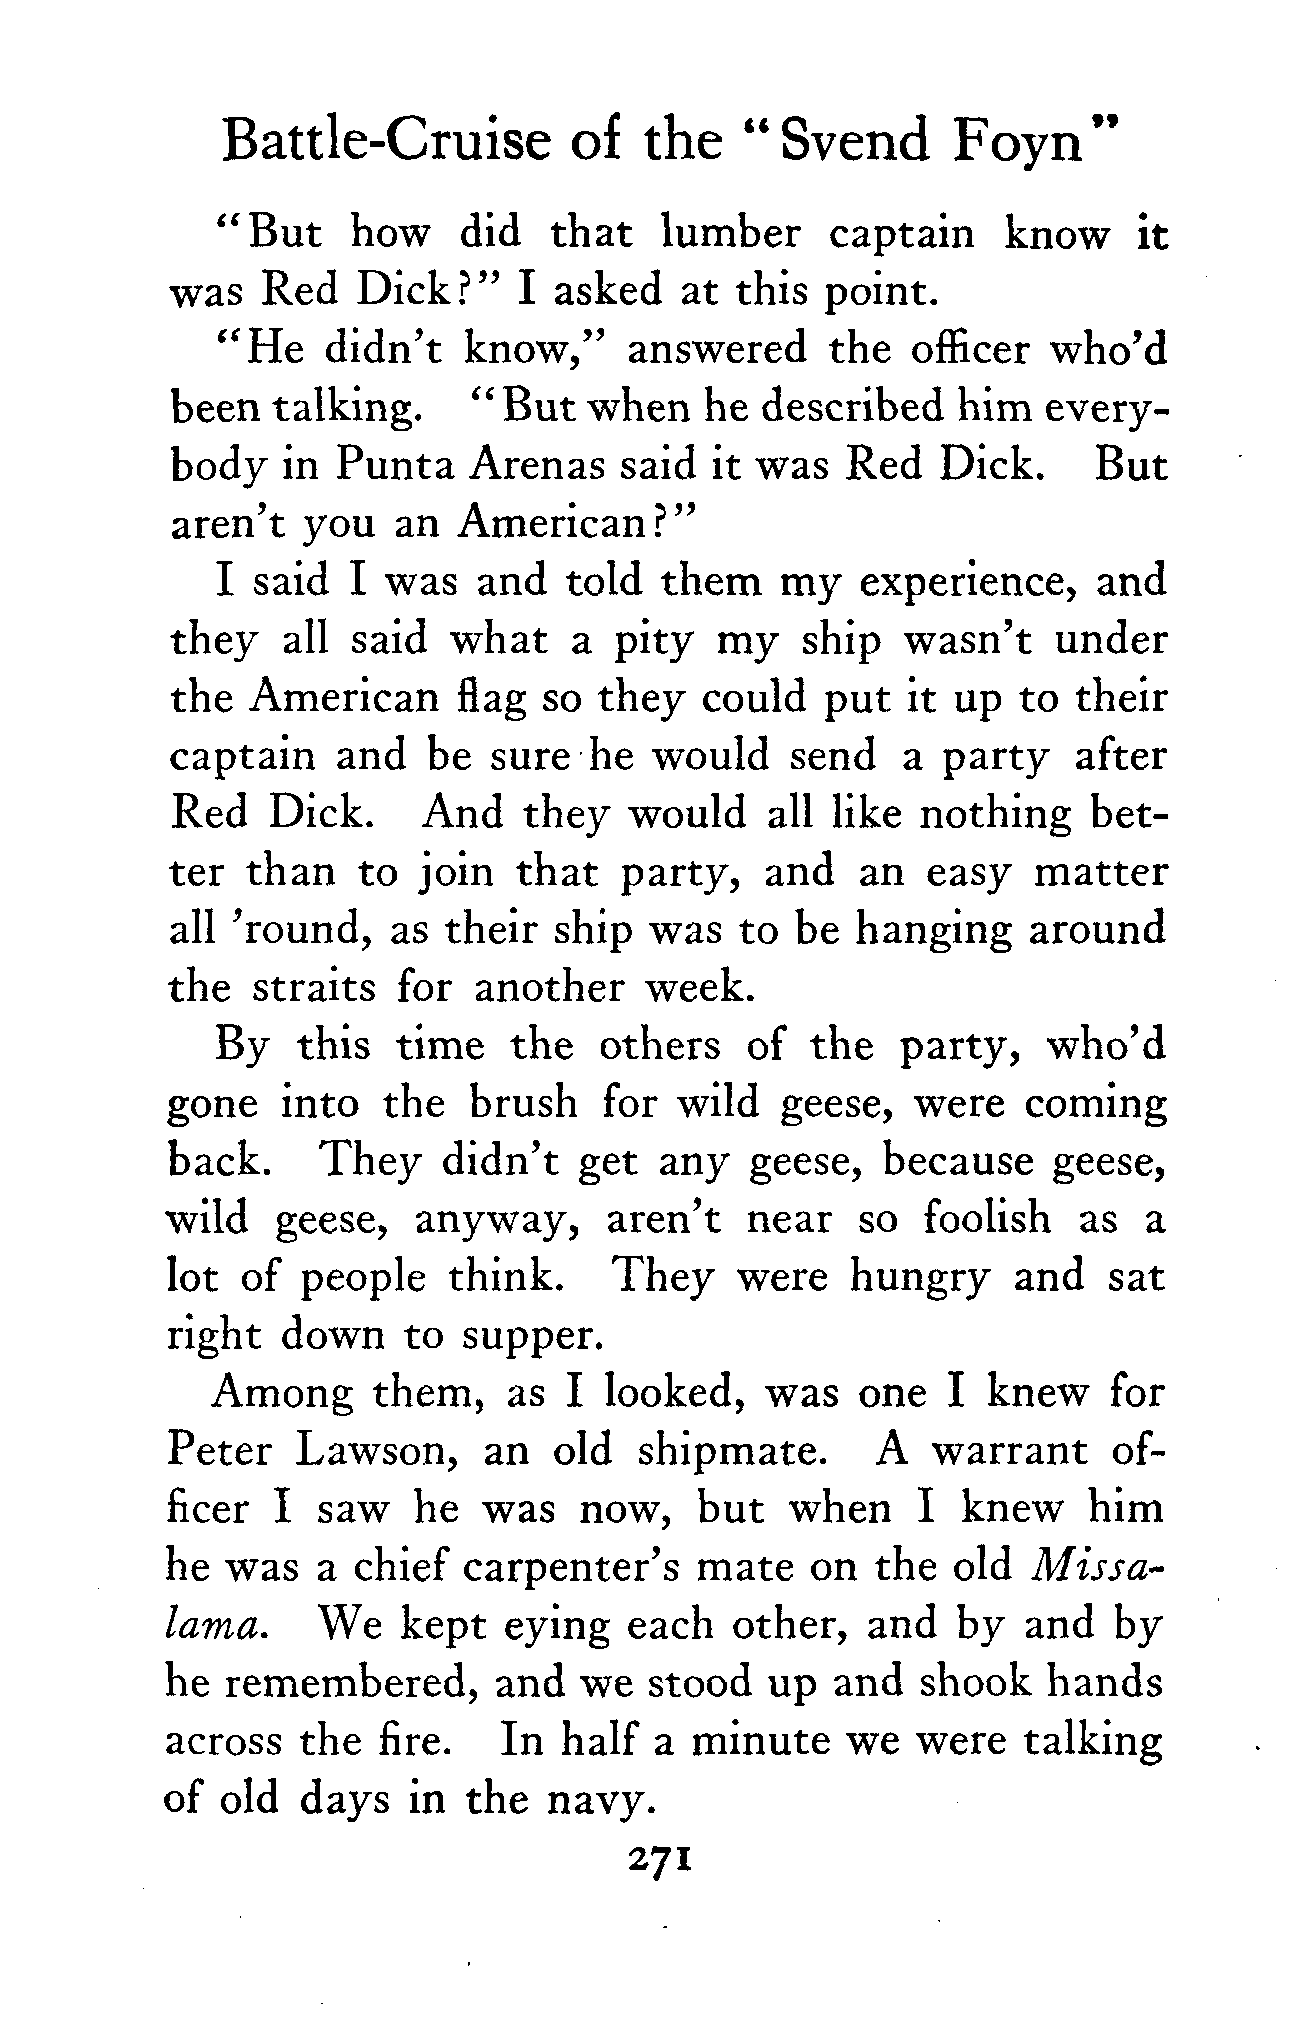 Battle-Cruise of the “Svend Foyn”
“But how did that lumber captain know it
was Red Dick?” I asked at this point.
“He didn’t know,” answered the officer who’d
been talking. “But when he described him every-
body in Punta Arenas said it was Red Dick. But
aren’t you an American?”
I said I was and told them my experience, and
they all said what a pity my ship wasn’t under
the American flag so they could put it up to their
captain and be sure he would send a party after
Red Dick. And they would all like nothing bet-
ter than to join that party, and an easy matter
all ’round, as their ship was to be hanging around
the straits for another week.
By this time the others of the party, who’d
gone into the brush for wild geese, were coming
back. They didn’t get any geese, because geese,
wild geese, anyway, aren’t near so foolish as a
lot of people think. They were hungry and sat
right down to supper.
Among them, as I looked, was one I knew for
Peter Lawson, an old shipmate. A warrant of-
ficer I saw he was now, but when I knew him
he was a chief carpenter’s mate on the old Missa-
lama. We kept eying each other, and by and by
he remembered, and we stood up and shook hands
across the fire. In half a minute we were talking
of old days in the navy.
271